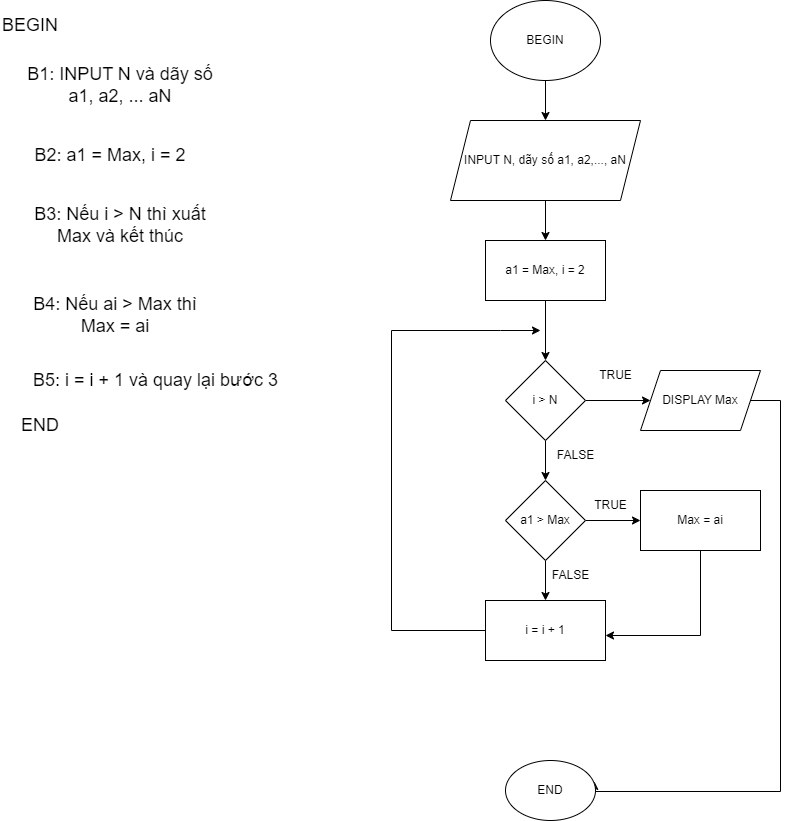 BEGIN
B1: INPUT N và dãy số
a1, a2, ... aN
B2: a1 = Max, i = 2
B3: Nếu i > N thì xuất
Max và kết thúc
B4: Nếu ai > Max thì
Max = ai
B5: i = i + 1 và quay lại bước 3
END
BEGIN
INPUT N, dãy số a1, a2,..., aN
a1 = Max, i = 2
i > N
TRUE
DISPLAY Max
FALSE
a1 > Max
TRUE
Max = ai
FALSE
i = i + 1
END